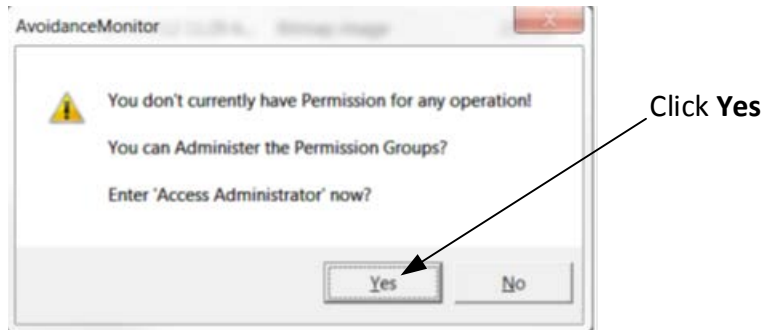 AvoidanceMonitor
You don't currently have Permission for any operation!
You can Administer the Permission Groups?
Enter 'Access Administrator' now?
Yes
No
Click Yes